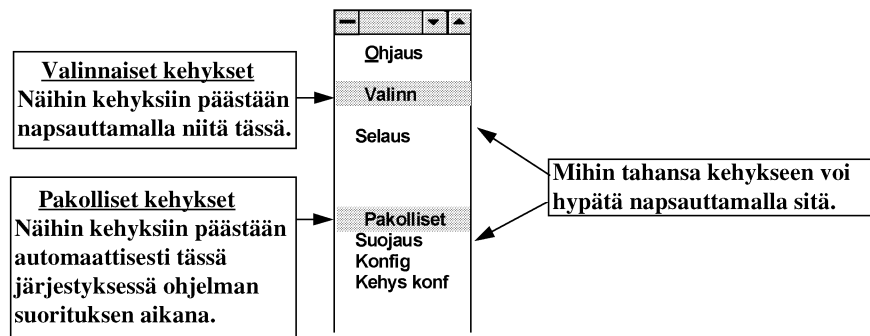 Ohjaus
Valinnaiset kehykset
Näihin kehyksiin päästään
napsauttamalla niitä tässä.
Valinn
Selaus
Mihin tahansa kehykseen voi
hypätä napsauttamalla sitä.
Pakolliset kehykset
Näihin kehyksiin päästään
automaattisesti tässä
järjestyksessä ohjelman
suorituksen aikana.
Pakolliset
Suojaus
Konfig
Kehys konf